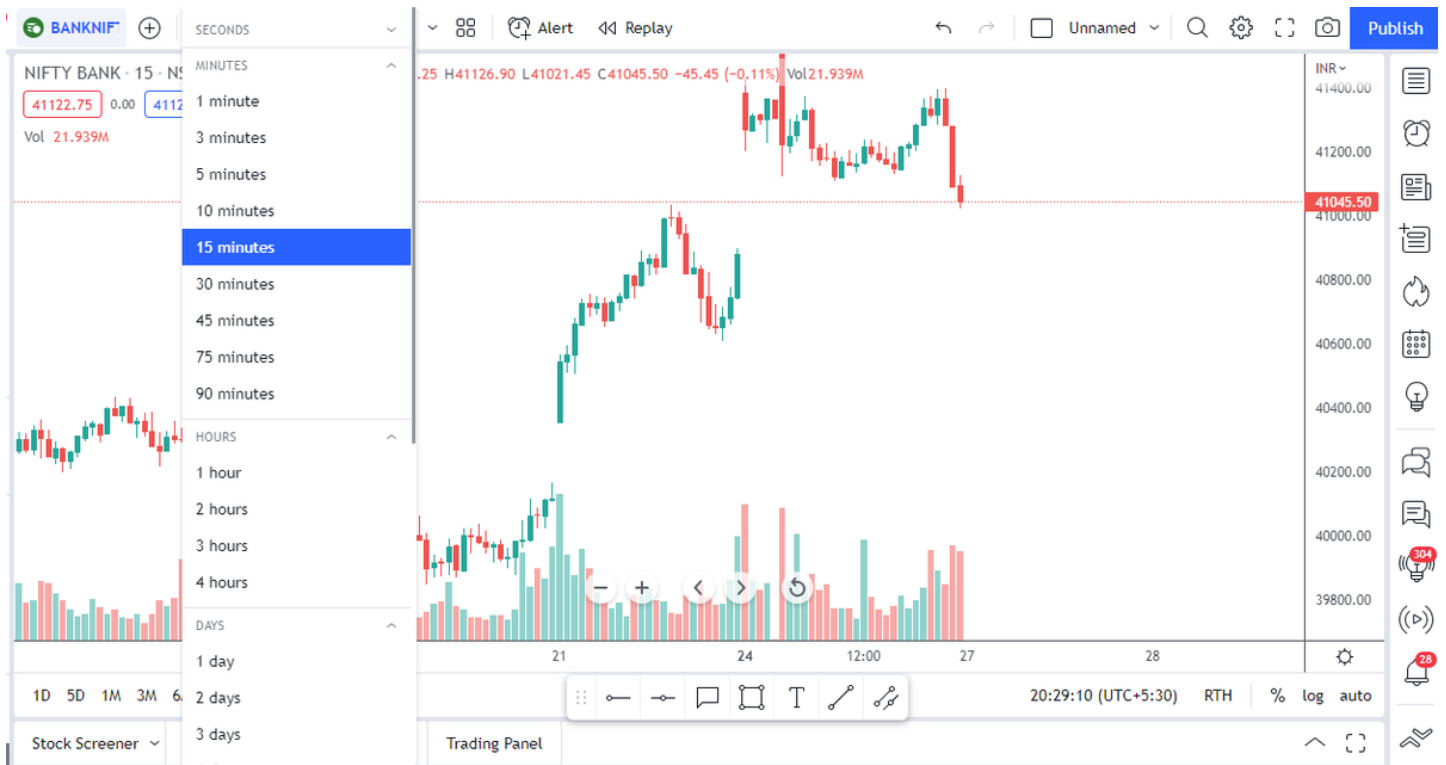 BANKNIF
SECONDS
Alert
Replay
Unnamed
Publish
NIFTY BANK · 15 · NS
.25 H41126.90 L41021.45 C41045.50 −45.45 (−0.11%) Vol21.939M
41122.75 0.00 4112
Vol 21.939M
MINUTES
1 minute
3 minutes
5 minutes
10 minutes
15 minutes
30 minutes
45 minutes
75 minutes
90 minutes
HOURS
1 hour
2 hours
3 hours
4 hours
DAYS
1 day
2 days
3 days
INR
41400.00
41200.00
41045.50
41000.00
40800.00
40600.00
40400.00
40200.00
40000.00
39800.00
304
28
21 24 12:00 27 28
1D 5D 1M 3M 6
T
20:29:10 (UTC+5:30) RTH % log auto
Stock Screener
Trading Panel